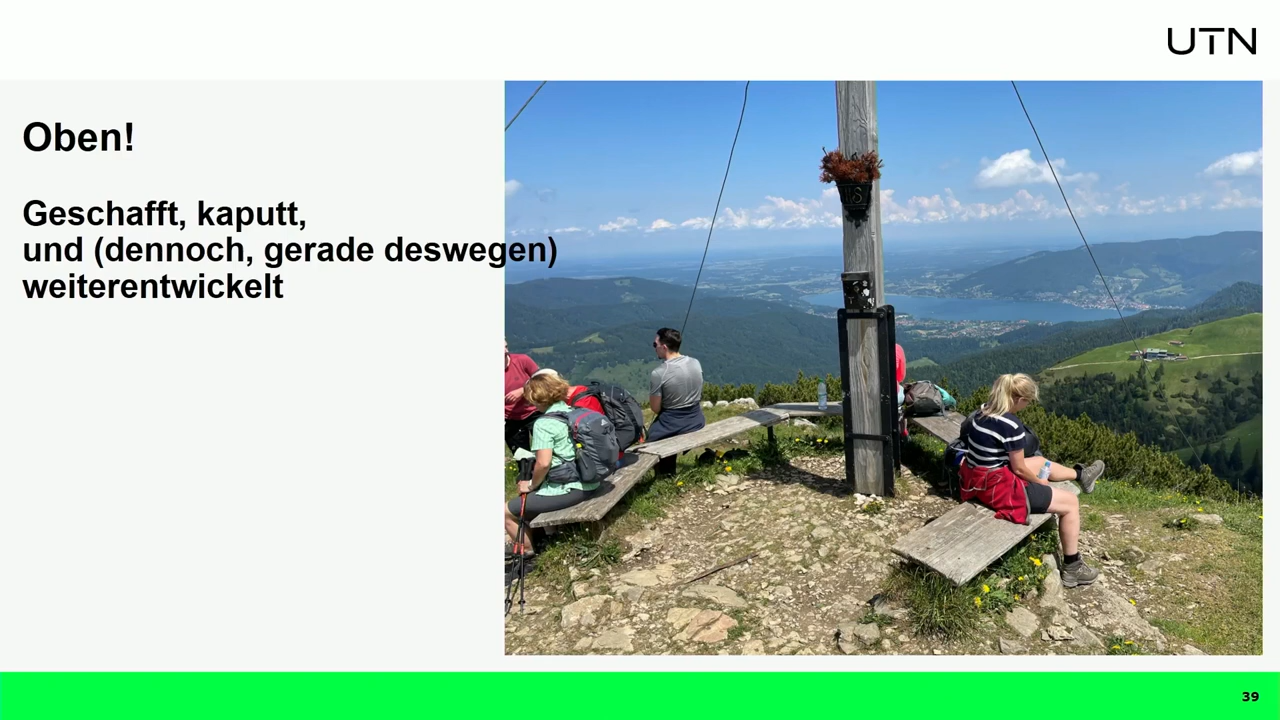 UTN
Oben!
Geschafft, kaputt,
und (dennoch, gerade deswegen)
weiterentwickelt
39